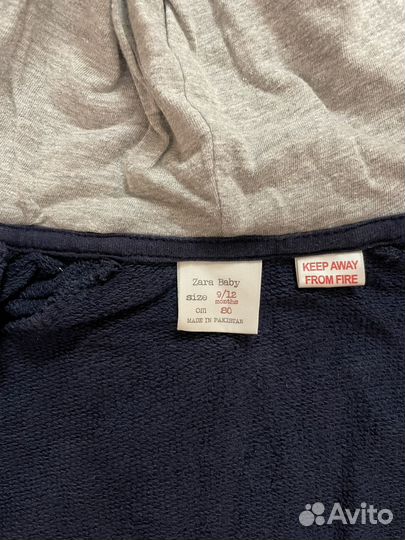 Zara Baby
size 9/12
months
cm 80
MADE IN PAKISTAN
KEEP AWAY
FROM FIRE
Avito